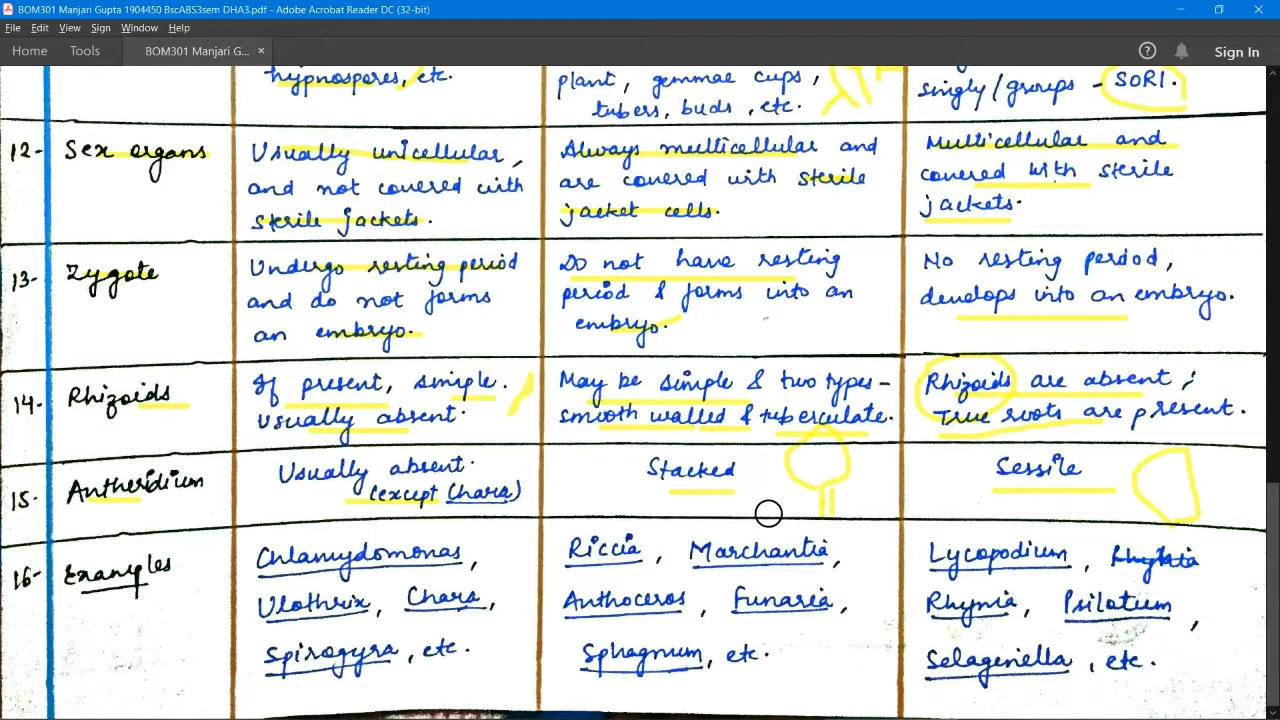 BOM301 Manjari Gupta 1904450 BscABS3sem DHA3.pdf - Adobe Acrobat Reader DC (32-bit)
File Edit View Sign Window Help
Home Tools BOM301 Manjari G... × Sign In
hypnospores, etc.
plant, gemmae cups,
tubers, buds, etc.
singly/groups - SORI.
12- Sex organs
Usually unicellular,
and not covered with
sterile jackets.
Always multicellular and
are covered with sterile
jacket cells.
Multicellular and
covered with sterile
jackets.
13- Zygote
Undergo resting period
and do not forms
an embryo.
Do not have resting
period & forms into an
embryo.
No resting period,
develops into an embryo.
14- Rhizoids
If present, simple.
Usually absent.
May be simple & two types-
smooth walled & tuberculate.
Rhizoids are absent;
True roots are present.
15- Antheridium
Usually absent.
(except Chara)
Stacked
Sessile
16- Examples
Chlamydomonas,
Ulothrix, Chara,
Spirogyra, etc.
Riccia, Marchantia,
Anthoceros, Funaria,
Sphagnum, etc.
Lycopodium,
Rhynia, Psilotum,
Selaginella, etc.